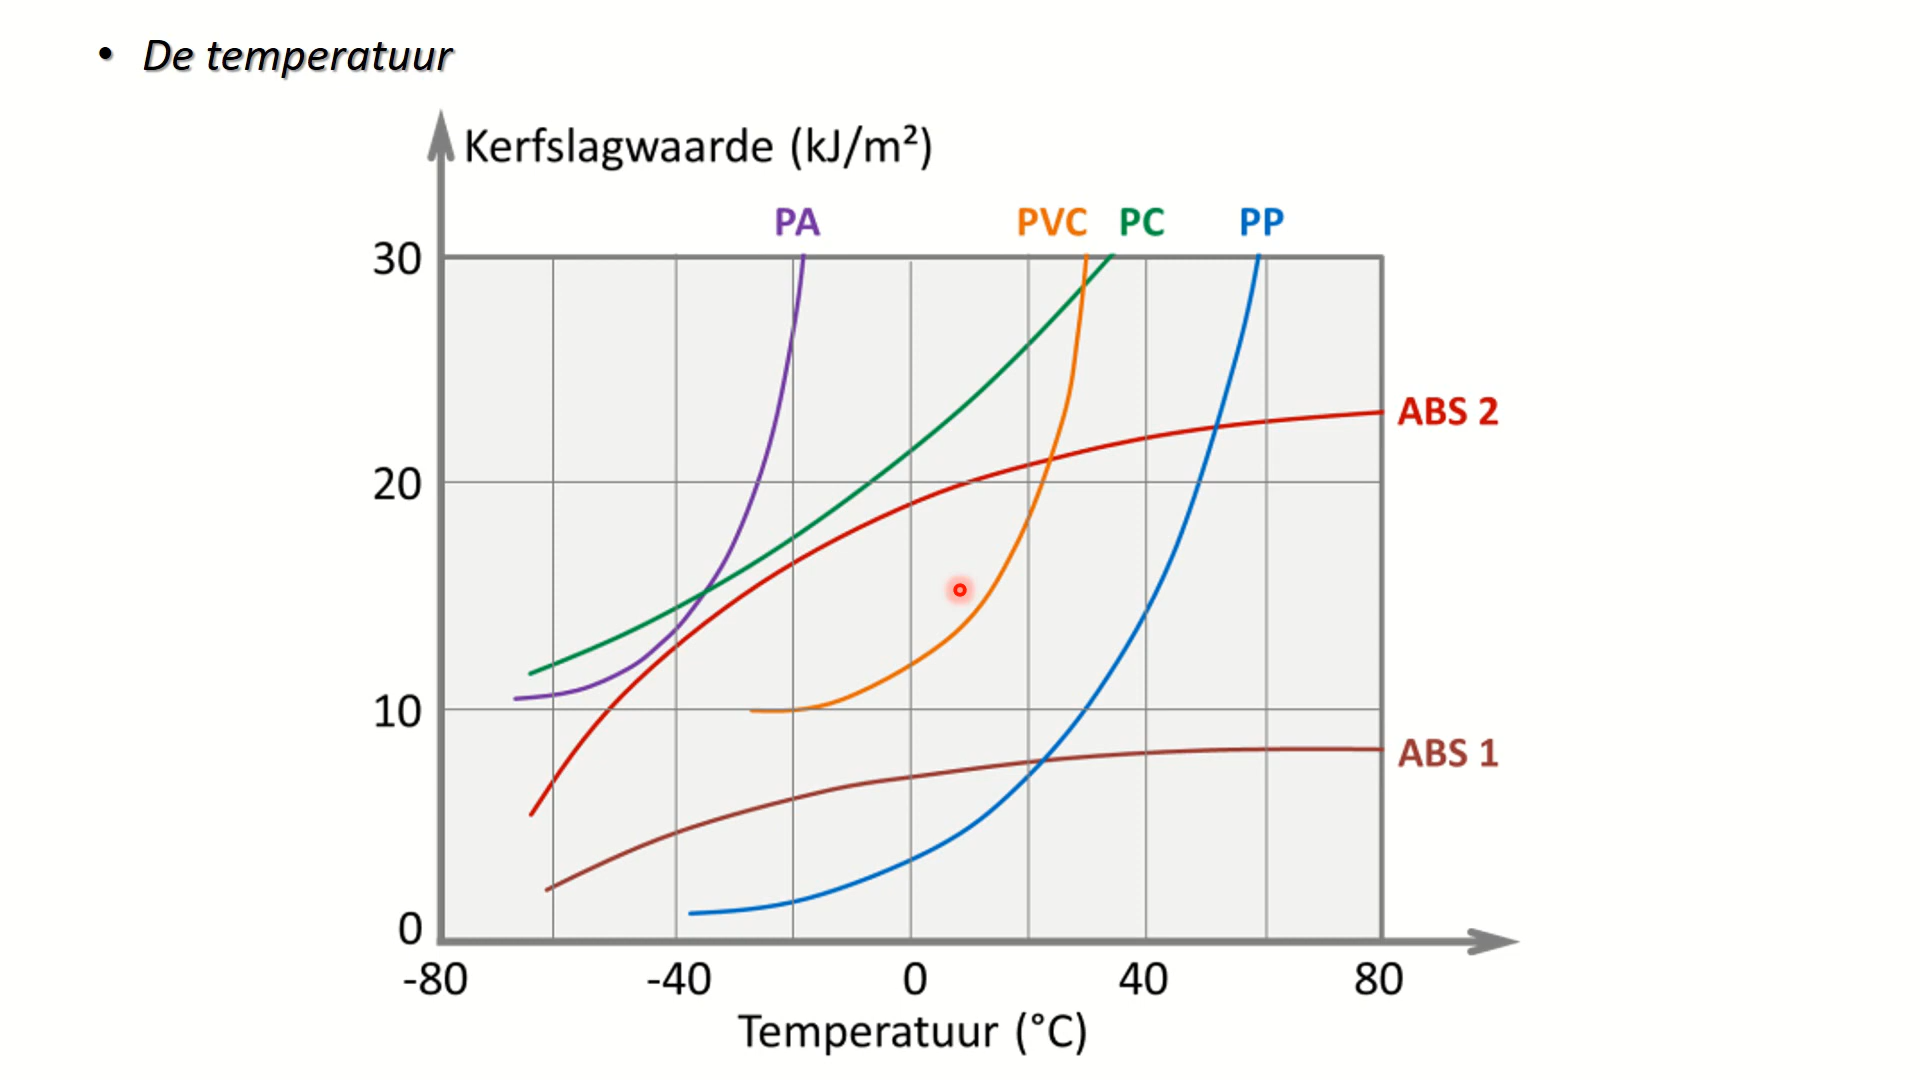 • De temperatuur
Kerfslagwaarde (kJ/m²)
PA PVC PC PP
30
ABS 2
20
10
ABS 1
0
-80 -40 0 40 80
Temperatuur (°C)